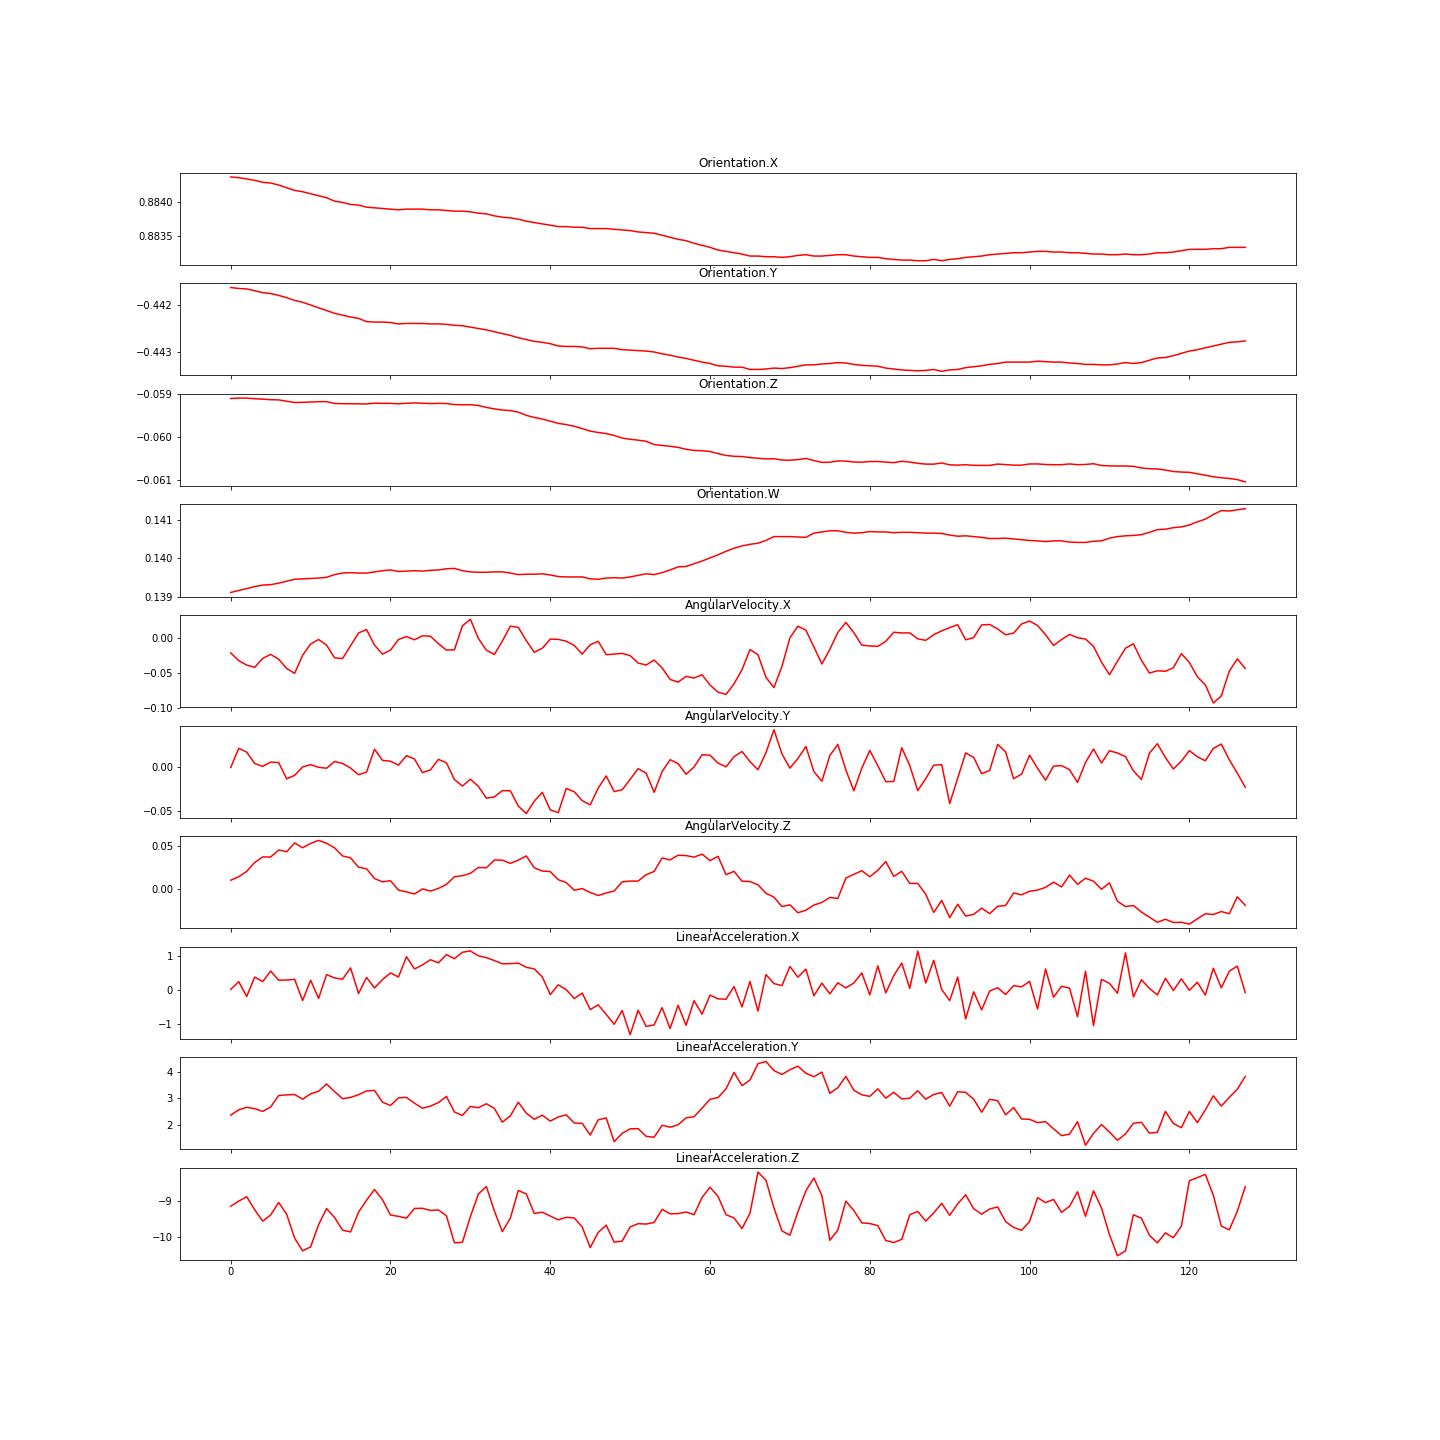 Orientation.X
0.8840
0.8835
Orientation.Y
−0.442
−0.443
Orientation.Z
−0.059
−0.060
−0.061
Orientation.W
0.141
0.140
0.139
AngularVelocity.X
0.00
−0.05
−0.10
AngularVelocity.Y
0.00
−0.05
AngularVelocity.Z
0.05
0.00
LinearAcceleration.X
1
0
−1
LinearAcceleration.Y
4
3
2
LinearAcceleration.Z
−9
−10
0 20 40 60 80 100 120